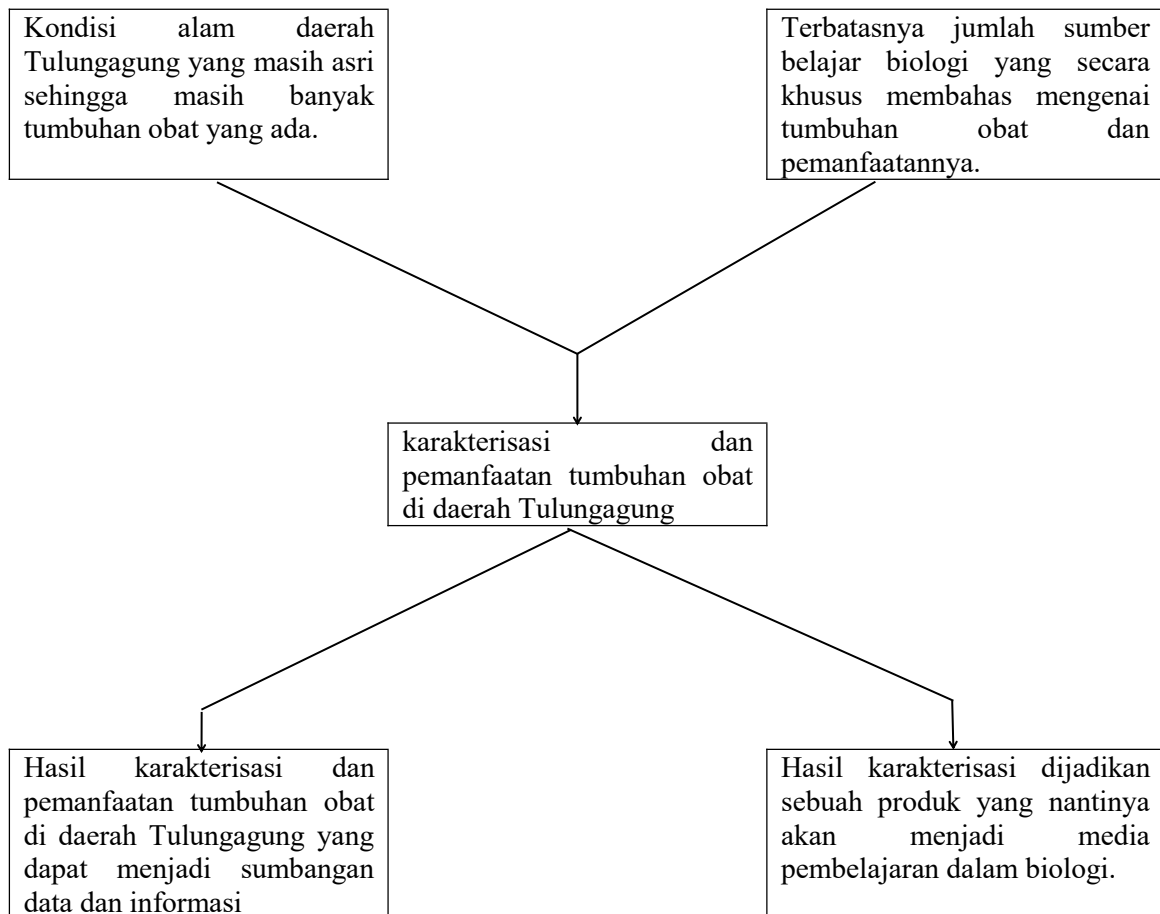 Kondisi alam daerah
Tulungagung yang masih asri
sehingga masih banyak
tumbuhan obat yang ada.
Terbatasnya jumlah sumber
belajar biologi yang secara
khusus membahas mengenai
tumbuhan obat dan
pemanfaatannya.
karakterisasi dan
pemanfaatan tumbuhan obat
di daerah Tulungagung
Hasil karakterisasi dan
pemanfaatan tumbuhan obat
di daerah Tulungagung yang
dapat menjadi sumbangan
data dan informasi
Hasil karakterisasi dijadikan
sebuah produk yang nantinya
akan menjadi media
pembelajaran dalam biologi.